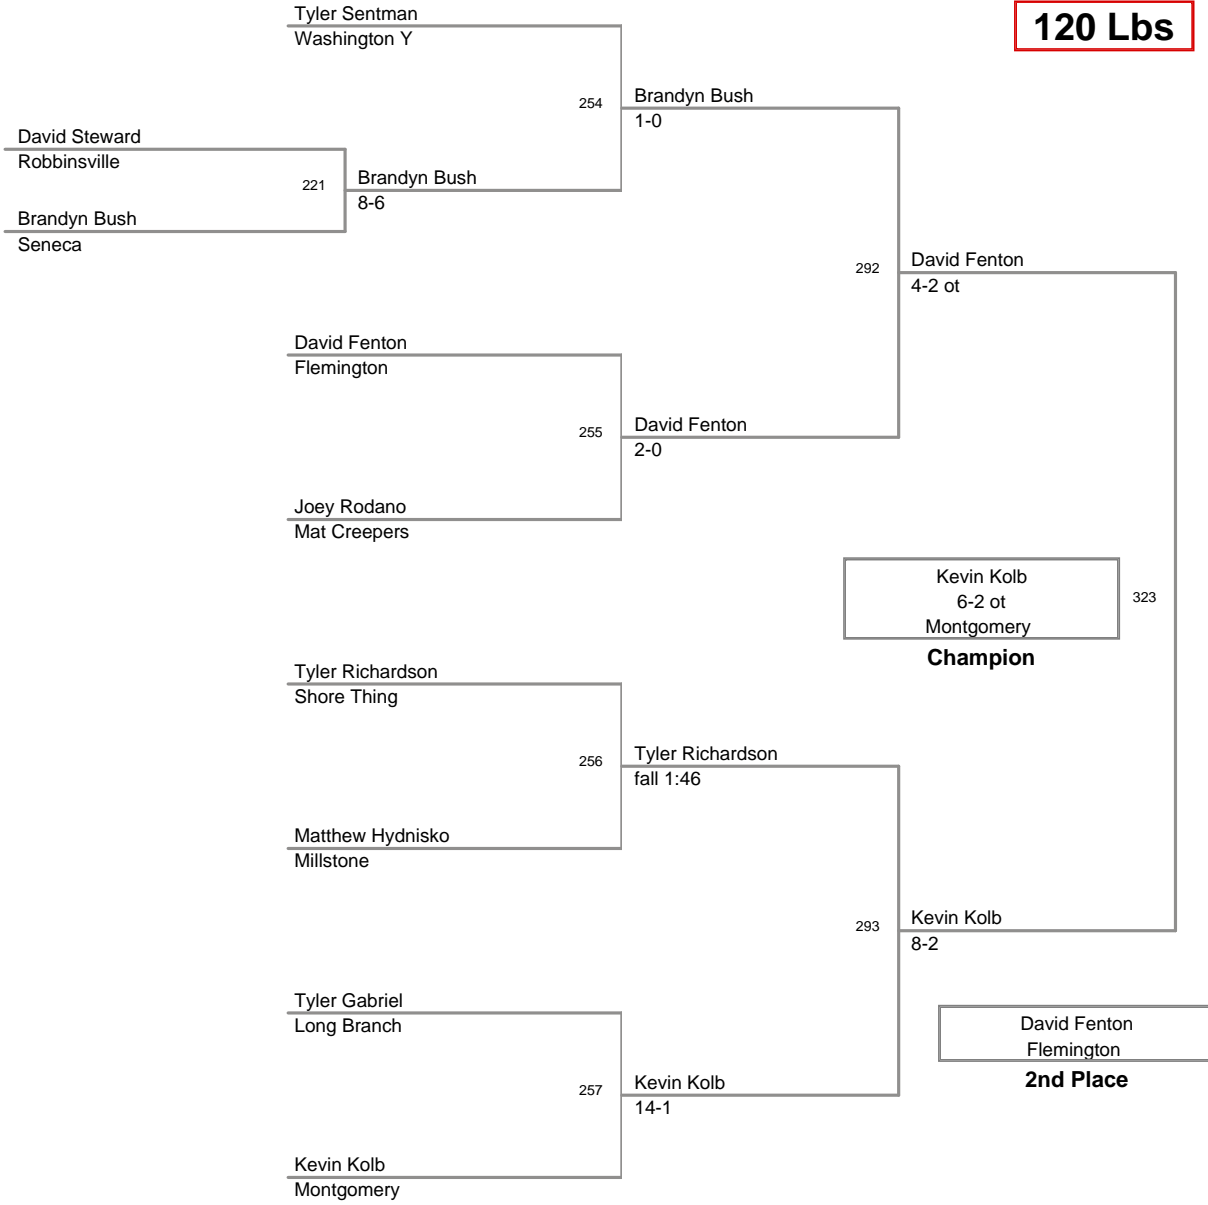 Tyler Sentman
Washington Y
120 Lbs
254
Brandyn Bush
1-0
David Steward
Robbinsville
221
Brandyn Bush
8-6
Brandyn Bush
Seneca
292
David Fenton
4-2 ot
David Fenton
Flemington
255
David Fenton
2-0
Joey Rodano
Mat Creepers
Kevin Kolb
6-2 ot
Montgomery
323
Champion
Tyler Richardson
Shore Thing
256
Tyler Richardson
fall 1:46
Matthew Hydnisko
Millstone
293
Kevin Kolb
8-2
Tyler Gabriel
Long Branch
David Fenton
Flemington
2nd Place
257
Kevin Kolb
14-1
Kevin Kolb
Montgomery